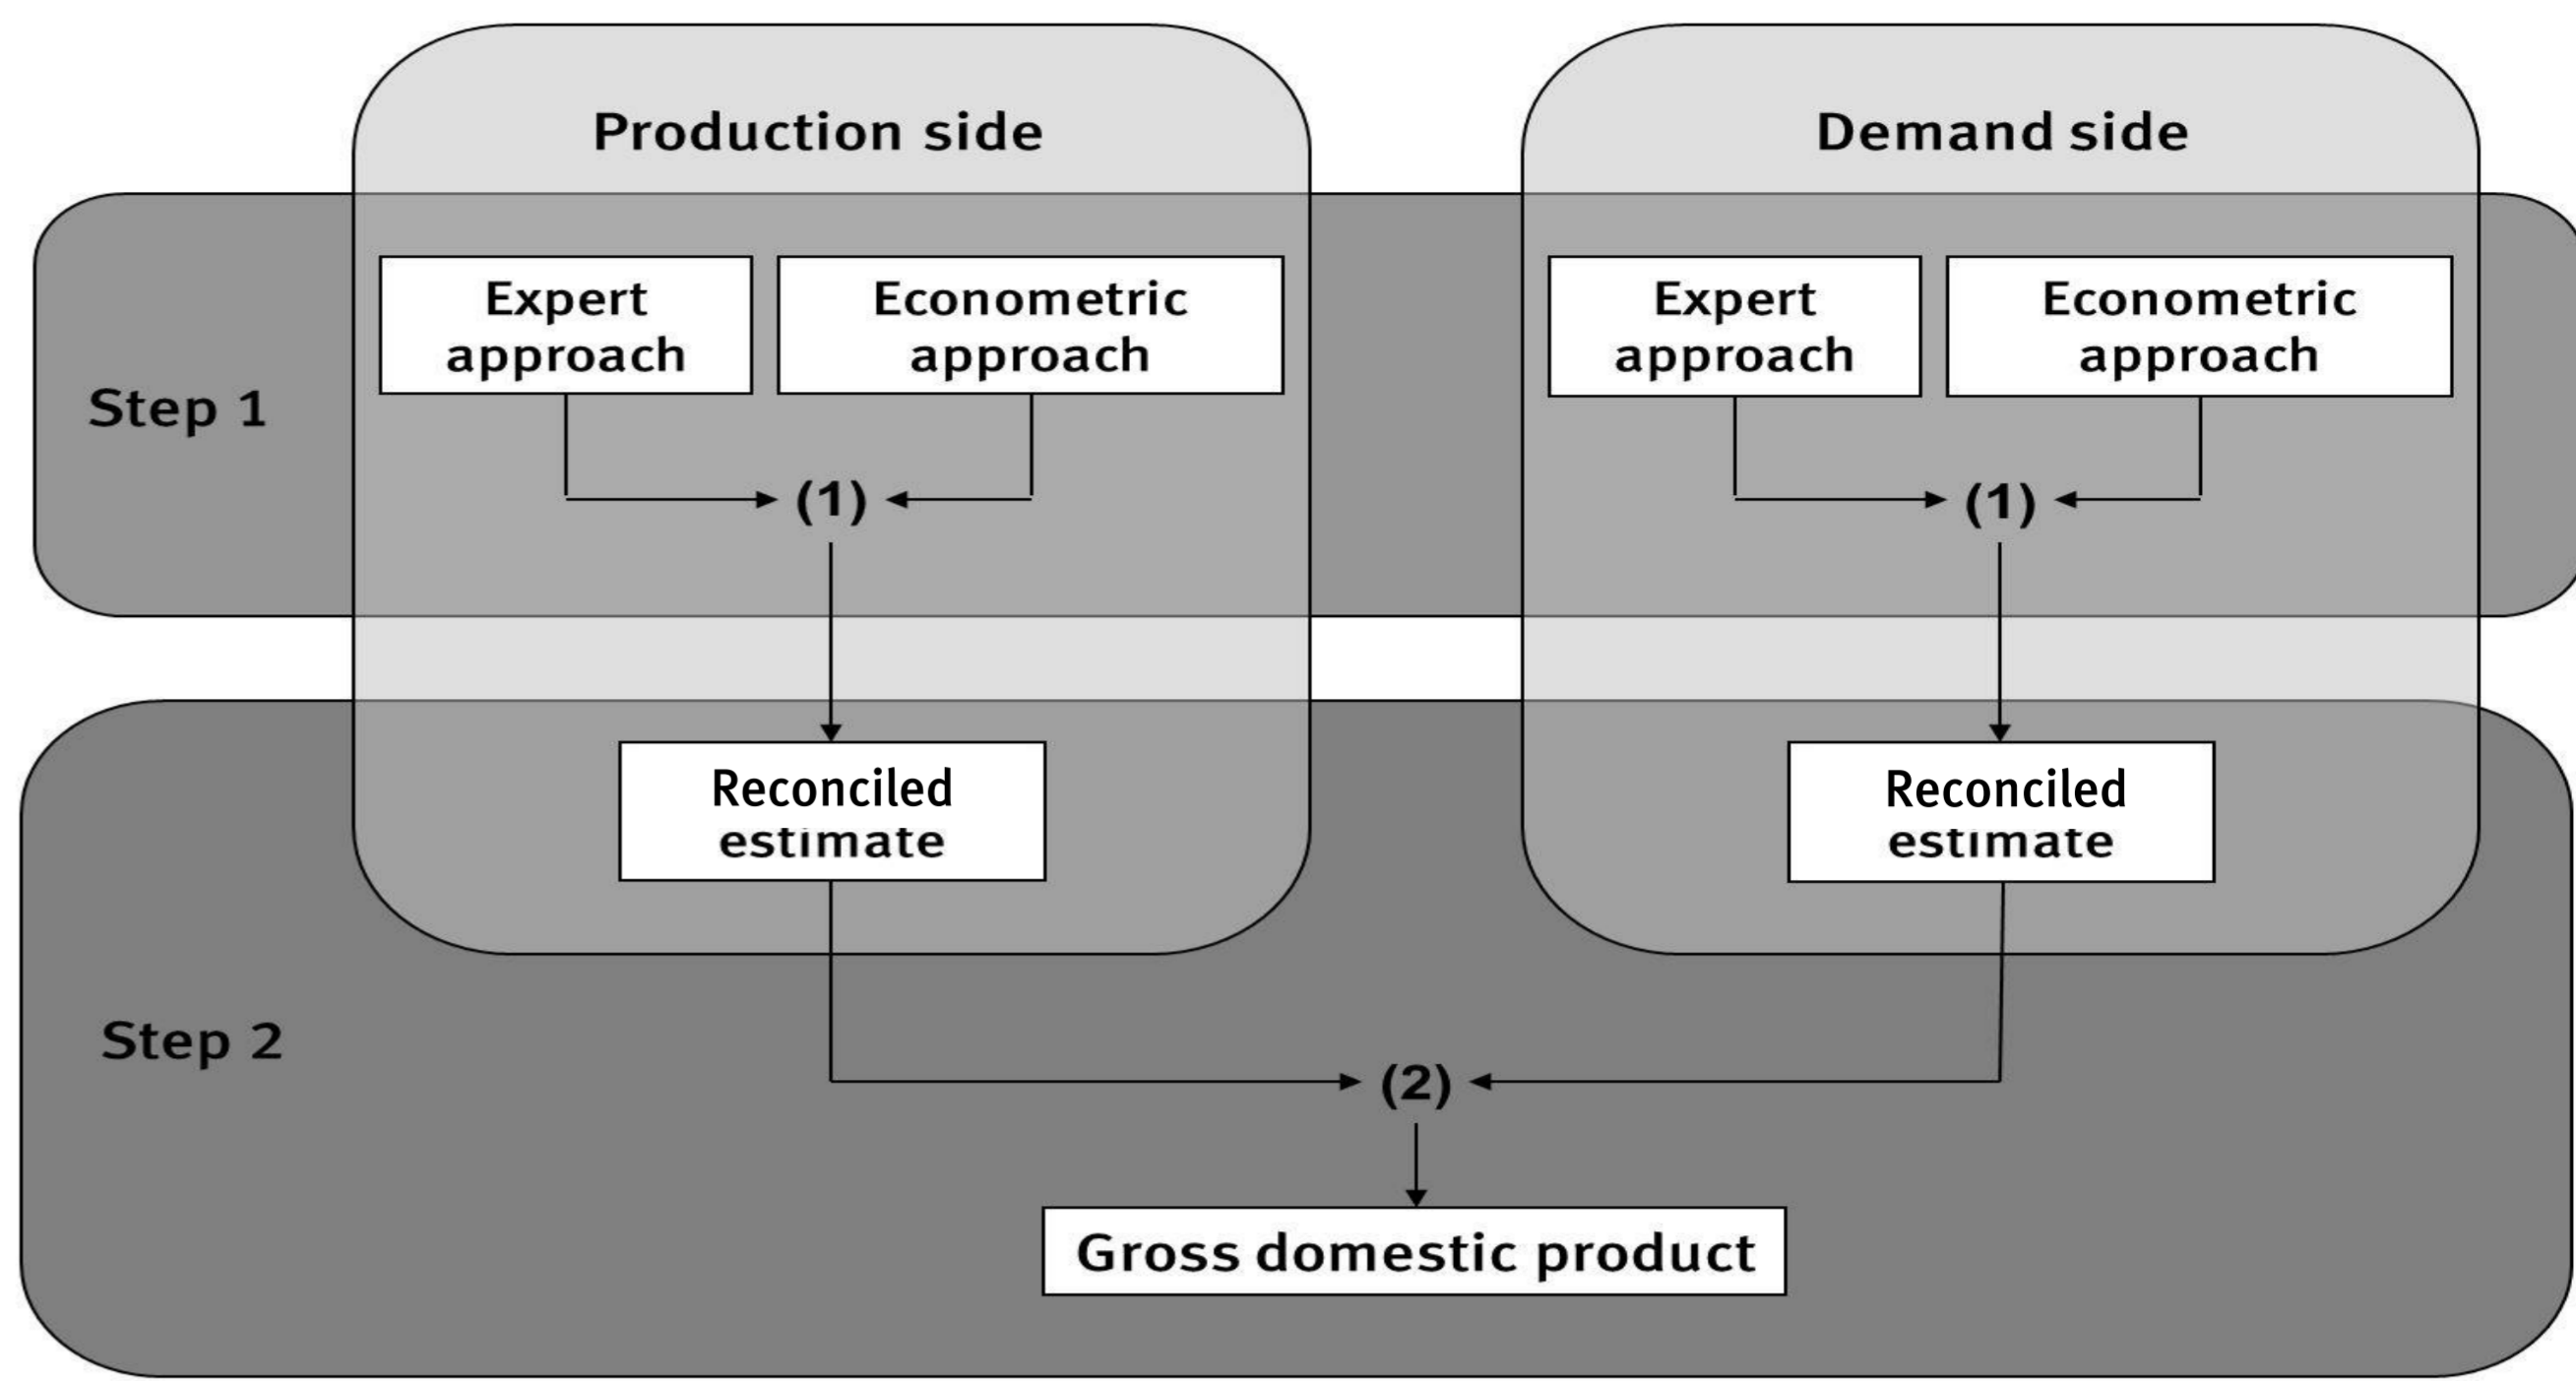 Production side
Demand side
Expert
approach
Econometric
approach
Expert
approach
Econometric
approach
Step 1
(1)
(1)
Reconciled
estimate
Reconciled
estimate
Step 2
(2)
Gross domestic product